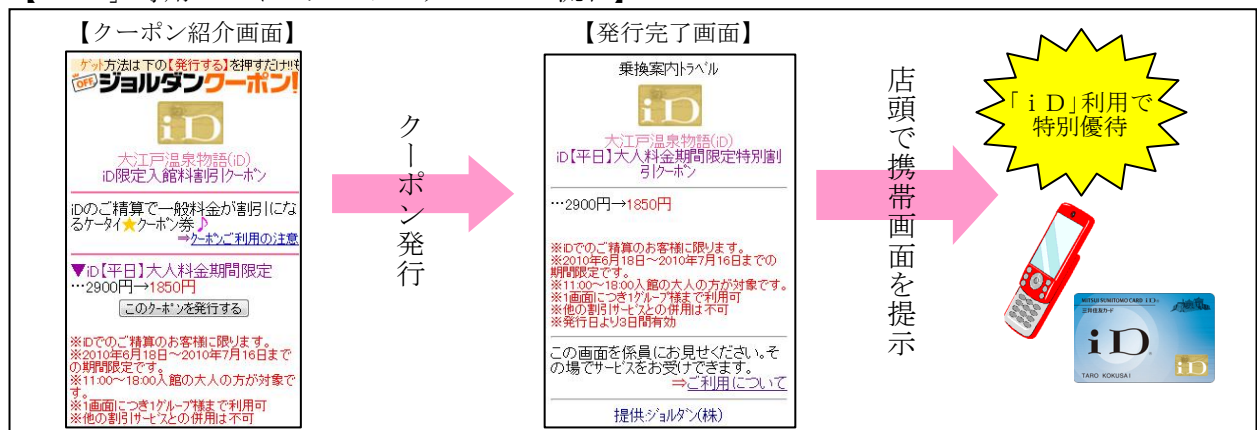 【クーポン紹介画面】
ゲット方法は下の【発行する】を押すだけ!!
OFF ジョルダンクーポン!
iD
大江戸温泉物語(iD)
iD限定入館料割引クーポン
iDのご精算で一般料金が割引にな
るケータイ★クーポン券♪
⇒クーポンご利用の注意
▼iD【平日】大人料金期間限定
…2900円→1850円
このクーポンを発行する
※iDでのご精算のお客様に限ります。
※2010年6月18日~2010年7月16日まで
の期間限定です。
※11:00~18:00入館の大人の方が対象で
す。
※1画面につき1グループ様まで利用可
※他の割引サービスとの併用は不可
クーポン発行
【発行完了画面】
乗換案内トラベル
iD
大江戸温泉物語(iD)
iD【平日】大人料金期間限定特別割
引クーポン
…2900円→1850円
※iDでのご精算のお客様に限ります。
※2010年6月18日~2010年7月16日までの
期間限定です。
※11:00~18:00入館の大人の方が対象です。
※1画面につき1グループ様まで利用可
※他の割引サービスとの併用は不可
※発行日より3日間有効
この画面を係員にお見せください。そ
の場でサービスをお受けできます。
⇒ご利用について
提供:ジョルダン(株)
店頭で携帯画面を提示
「iD」利用で
特別優待
MITSUI SUMITOMO CARD iD
三井住友カード
iD
TARO KOKUSAI
iD